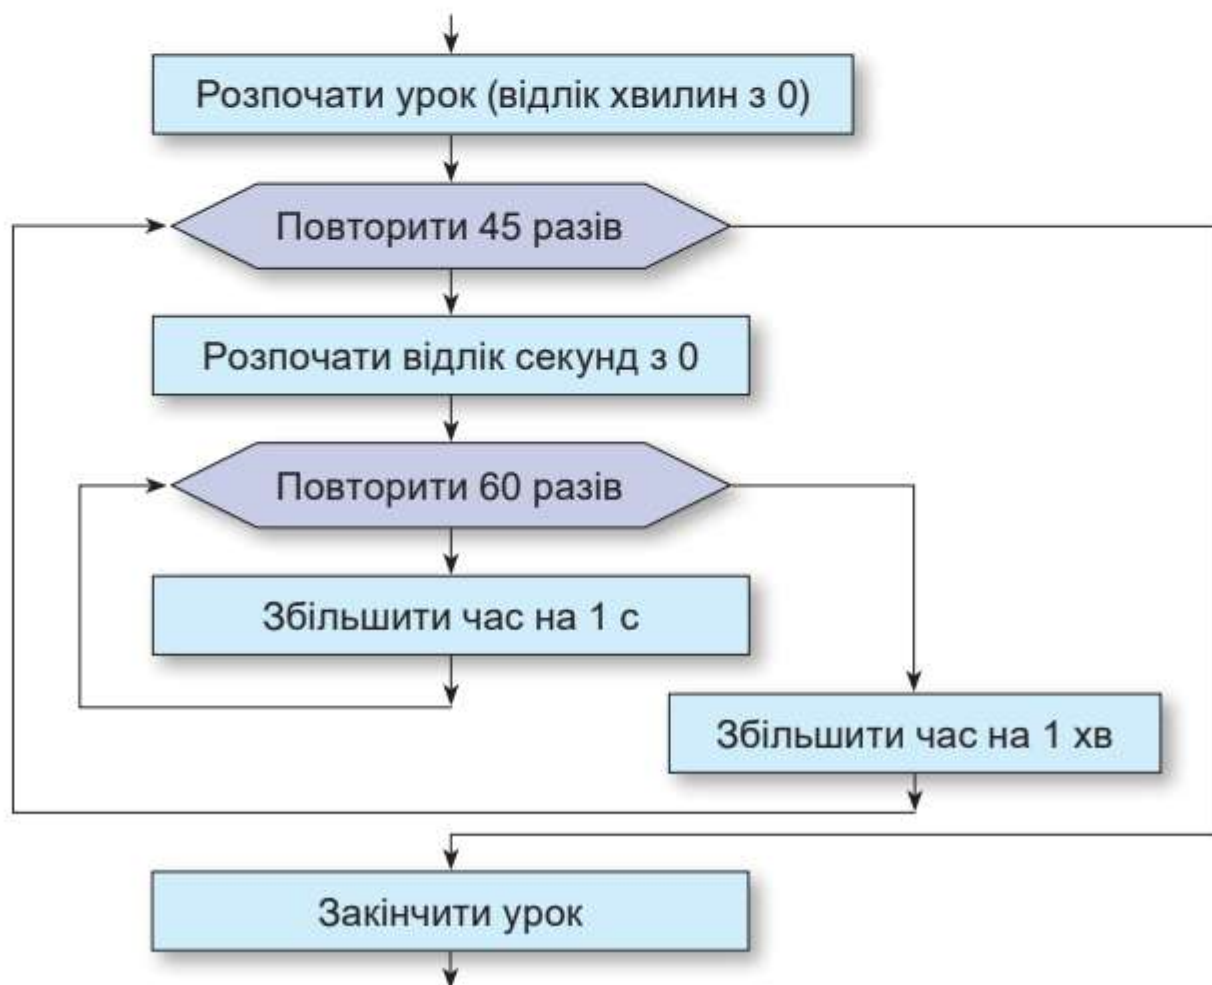 Розпочати урок (відлік хвилин з 0)
Повторити 45 разів
Розпочати відлік секунд з 0
Повторити 60 разів
Збільшити час на 1 с
Збільшити час на 1 хв
Закінчити урок